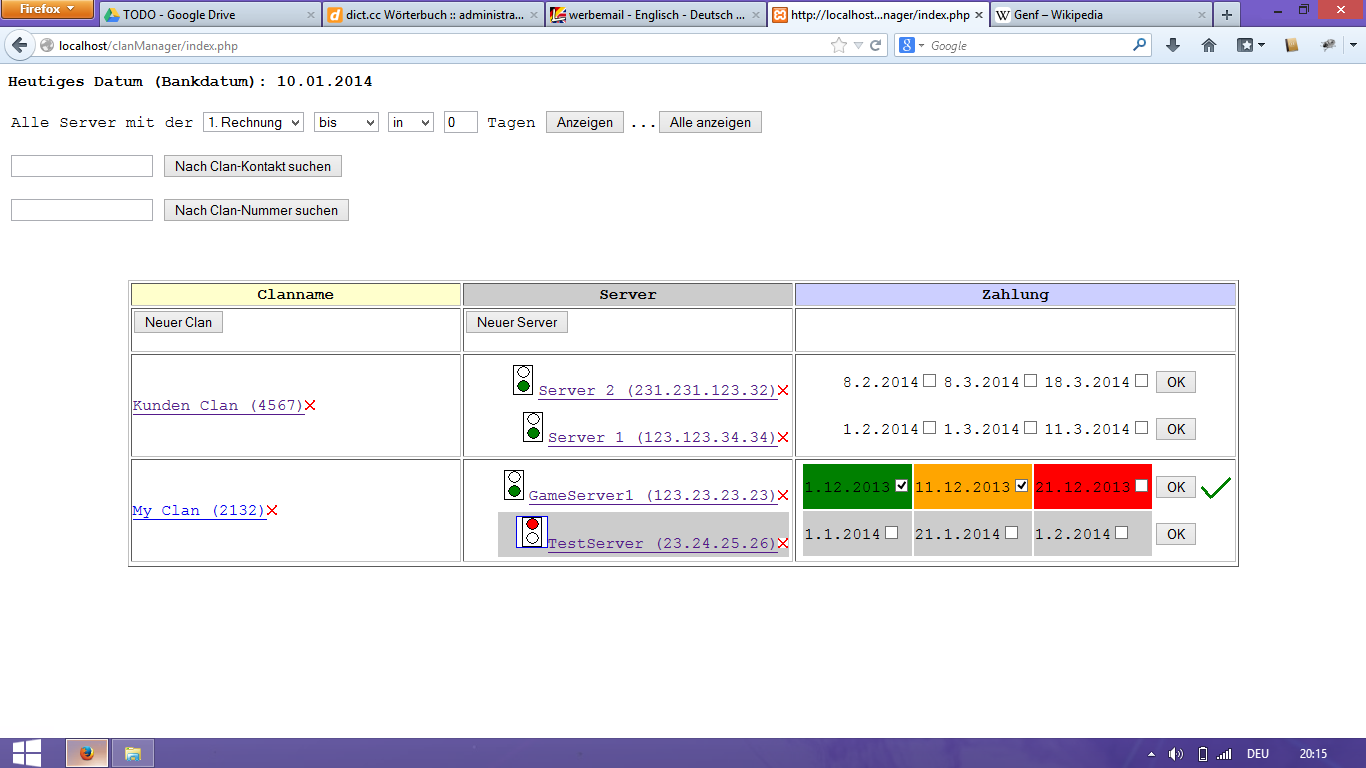 Firefox
TODO - Google Drive
dict.cc Wörterbuch :: administra...
werbemail - Englisch - Deutsch ...
http://localhost...nager/index.php
Genf – Wikipedia
localhost/clanManager/index.php
Google
Heutiges Datum (Bankdatum): 10.01.2014
Alle Server mit der 1. Rechnung bis in 0 Tagen Anzeigen ... Alle anzeigen
Nach Clan-Kontakt suchen
Nach Clan-Nummer suchen
Clanname Server Zahlung
Neuer Clan Neuer Server
Server 2 (231.231.123.32) 8.2.2014 8.3.2014 18.3.2014 OK
Kunden Clan (4567)
Server 1 (123.123.34.34) 1.2.2014 1.3.2014 11.3.2014 OK
GameServer1 (123.23.23.23) 1.12.2013 11.12.2013 21.12.2013 OK
My Clan (2132)
TestServer (23.24.25.26) 1.1.2014 21.1.2014 1.2.2014 OK
DEU 20:15